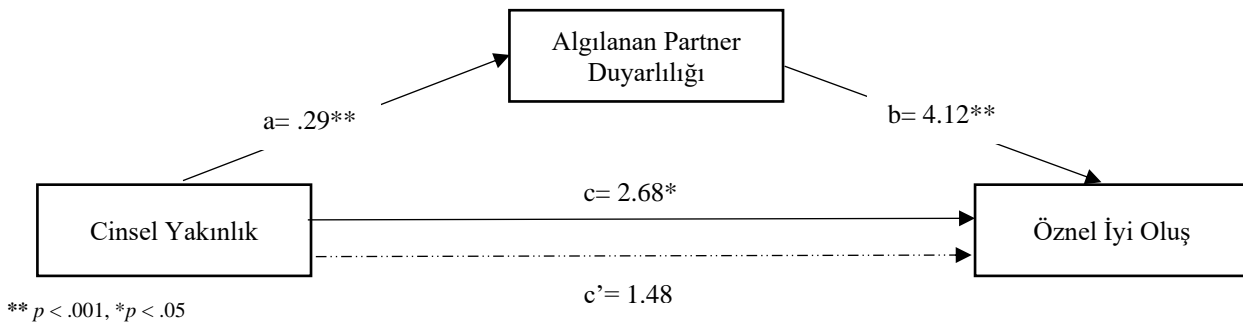 Algılanan Partner
Duyarlılığı
a= .29**
b= 4.12**
c= 2.68*
Cinsel Yakınlık
Öznel İyi Oluş
c’= 1.48
** p < .001, *p < .05